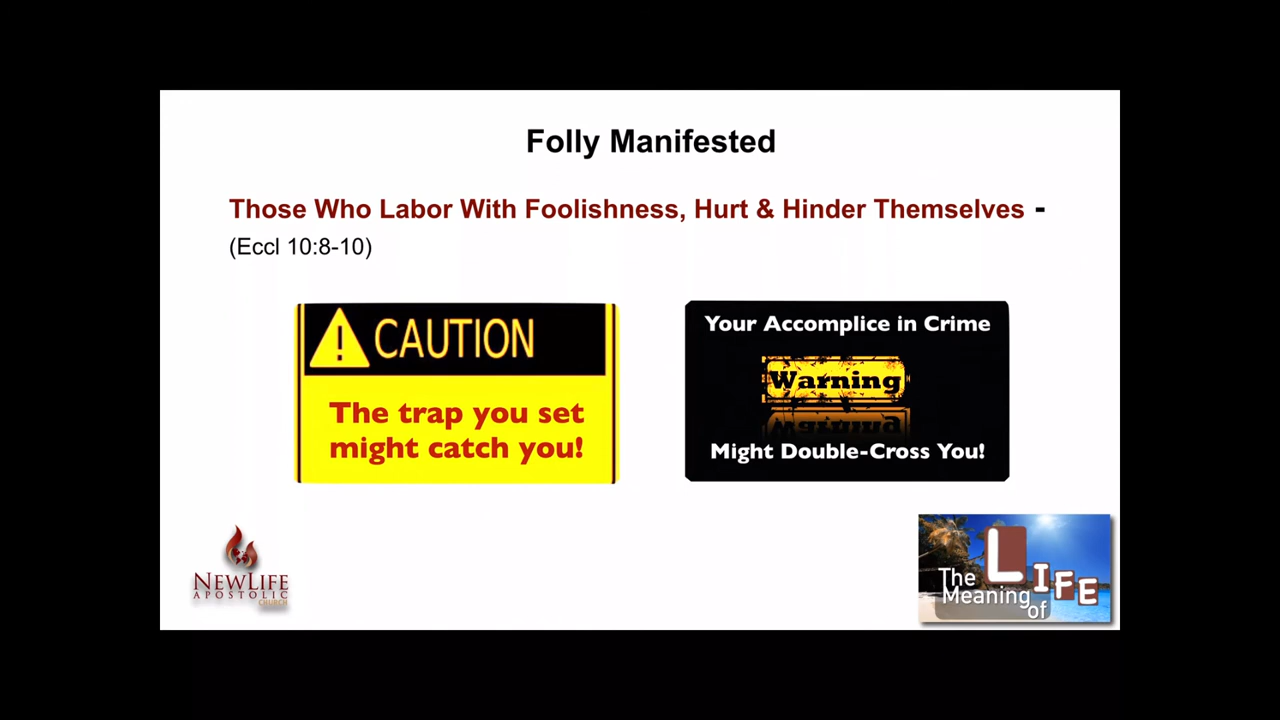 Folly Manifested
Those Who Labor With Foolishness, Hurt & Hinder Themselves -
(Eccl 10:8-10)
CAUTION
The trap you set
might catch you!
Your Accomplice in Crime
Warning
Might Double-Cross You!
NEWLIFE
APOSTOLIC
CHURCH
The
Meaning
of
LIFE